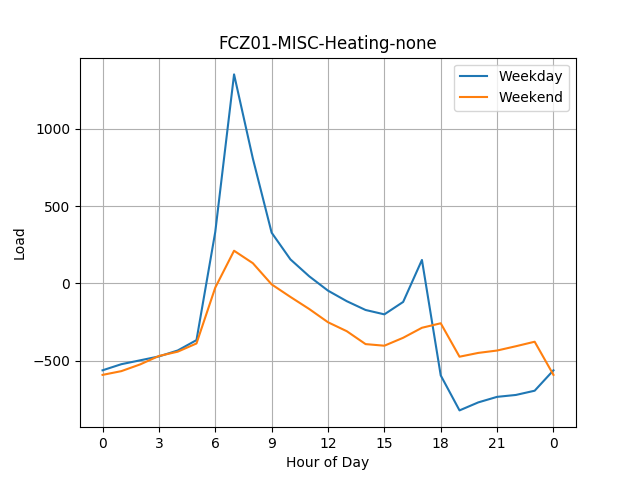 FCZ01-MISC-Heating-none
Weekday
Weekend
1000
500
0
−500
Load
0 3 6 9 12 15 18 21 0
Hour of Day